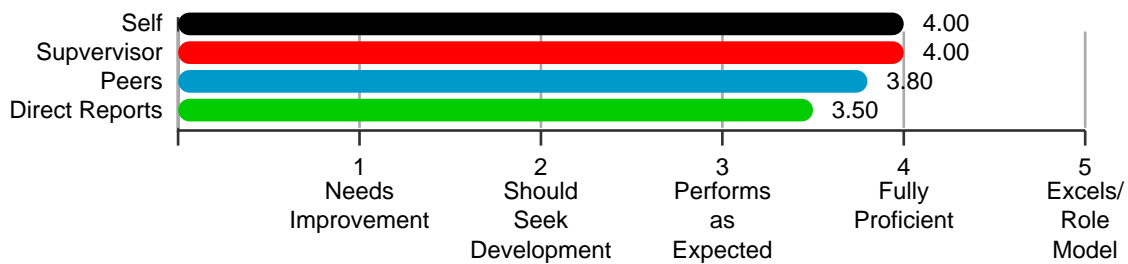 Self 4.00
Supvervisor 4.00
Peers 3.80
Direct Reports 3.50
1 2 3 4 5
Needs Should Performs Fully Excels/
Improvement Seek as Proficient Role
Development Expected Model